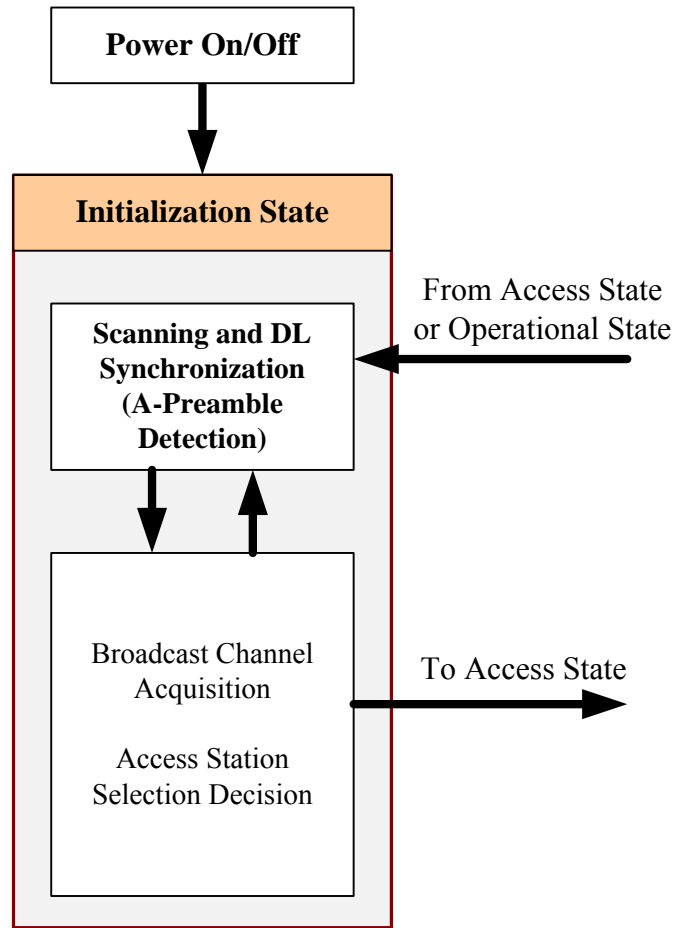 Power On/Off
Initialization State
From Access State
or Operational State
Scanning and DL
Synchronization
(A-Preamble
Detection)
Broadcast Channel
Acquisition
To Access State
Access Station
Selection Decision